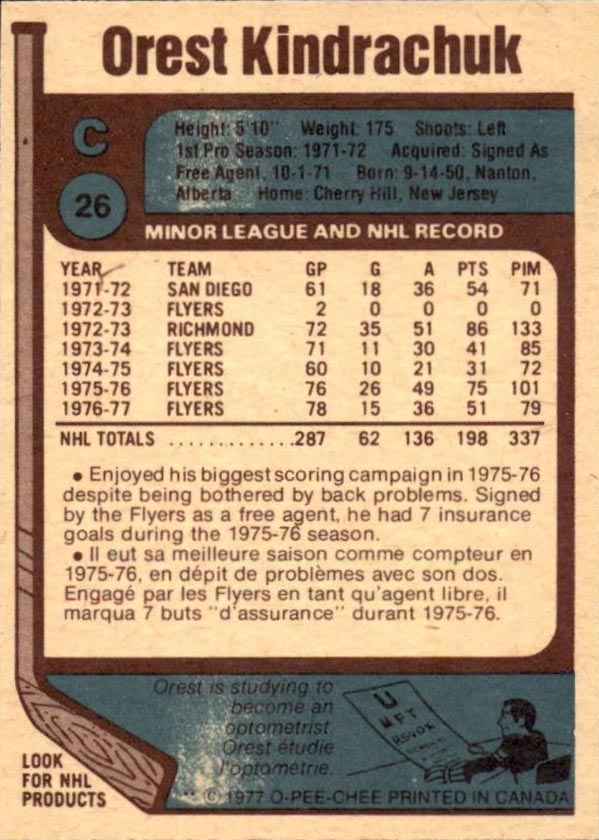 Orest Kindrachuk
C
26
Height: 5'10" Weight: 175 Shoots: Left
1st Pro Season: 1971-72 Acquired: Signed As
Free Agent, 10-1-71 Born: 9-14-50, Nanton,
Alberta Home: Cherry Hill, New Jersey
MINOR LEAGUE AND NHL RECORD
YEAR TEAM GP G A PTS PIM
1971-72 SAN DIEGO 61 18 36 54 71
1972-73 FLYERS 2 0 0 0 0
1972-73 RICHMOND 72 35 51 86 133
1973-74 FLYERS 71 11 30 41 85
1974-75 FLYERS 60 10 21 31 72
1975-76 FLYERS 76 26 49 75 101
1976-77 FLYERS 78 15 36 51 79
NHL TOTALS ............287 62 136 198 337
• Enjoyed his biggest scoring campaign in 1975-76
despite being bothered by back problems. Signed
by the Flyers as a free agent, he had 7 insurance
goals during the 1975-76 season.
• Il eut sa meilleure saison comme compteur en
1975-76, en dépit de problèmes avec son dos.
Engagé par les Flyers en tant qu'agent libre, il
marqua 7 buts "d'assurance" durant 1975-76.
Orest is studying to
become an
optometrist.
Orest étudie
l'optométrie.
U
MFT
RSVOX
LOOK
FOR NHL
PRODUCTS
** © 1977 O-PEE-CHEE PRINTED IN CANADA